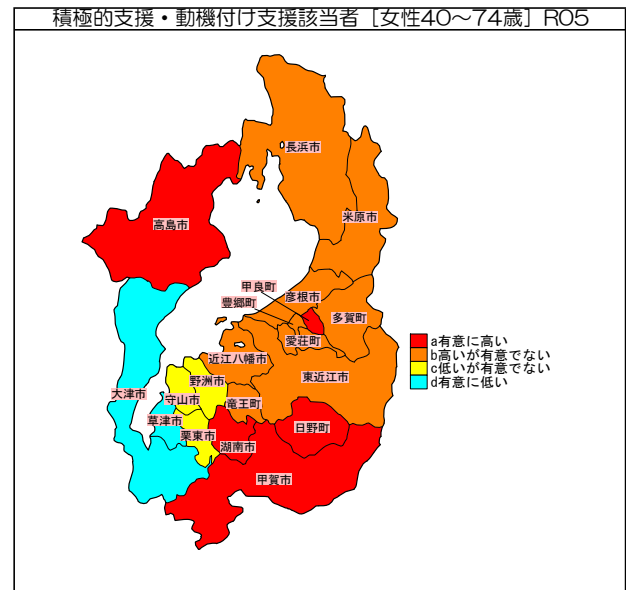 積極的支援・動機付け支援該当者［女性40～74歳］R05
長浜市
米原市
高島市
甲良町
彦根市
豊郷町
多賀町
愛荘町
a有意に高い
b高いが有意でない
c低いが有意でない
d有意に低い
近江八幡市
野洲市
東近江市
大津市
守山市
竜王町
草津市
日野町
栗東市
湖南市
甲賀市